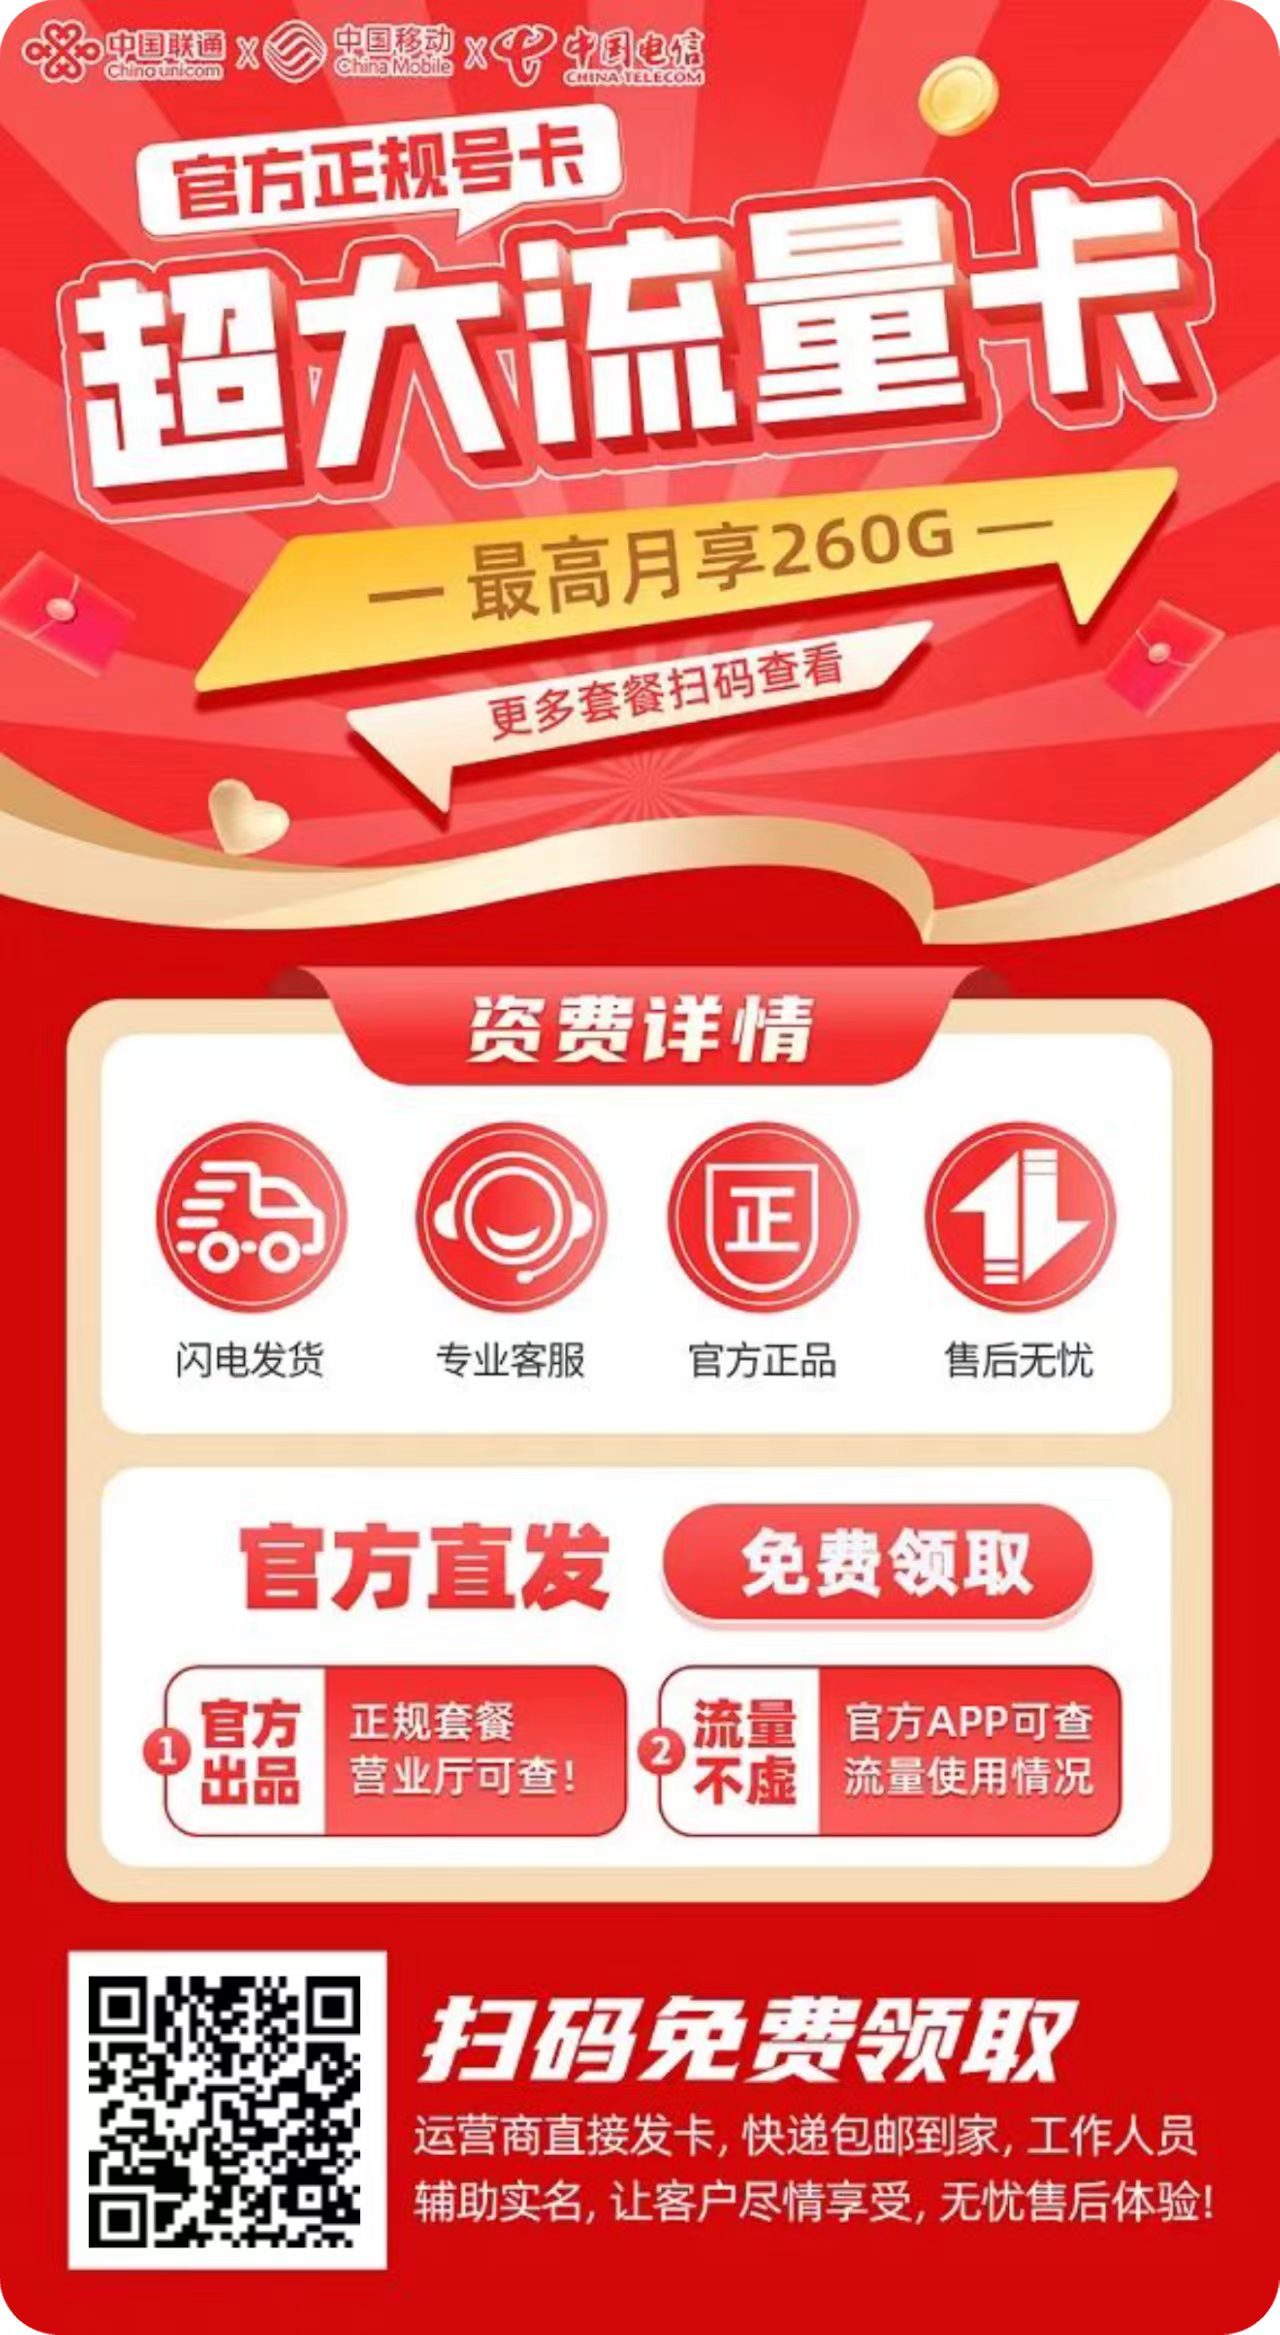 中国联通 X 中国移动 X 中国电信
China unicom China Mobile CHINA TELECOM
官方正规号卡
超大流量卡
— 最高月享260G —
更多套餐扫码查看
资费详情
正
闪电发货 专业客服 官方正品 售后无忧
官方直发 免费领取
1 官方出品 正规套餐
营业厅可查!
2 流量不虚 官方APP可查
流量使用情况
扫码免费领取
运营商直接发卡, 快递包邮到家, 工作人员
辅助实名, 让客户尽情享受, 无忧售后体验!